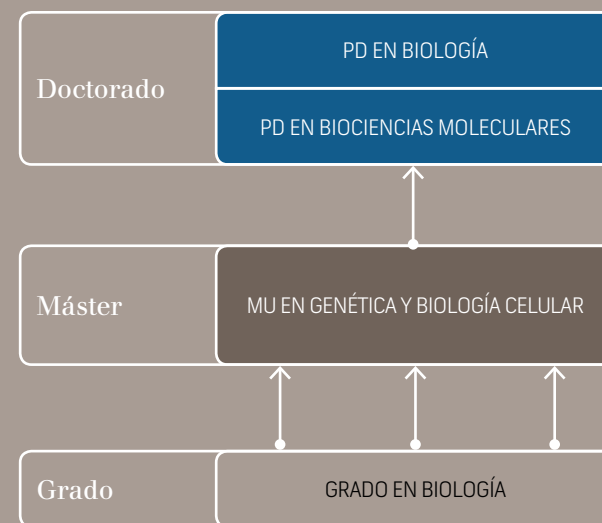 Doctorado
PD EN BIOLOGÍA
PD EN BIOCIENCIAS MOLECULARES
Máster
MU EN GENÉTICA Y BIOLOGÍA CELULAR
Grado
GRADO EN BIOLOGÍA